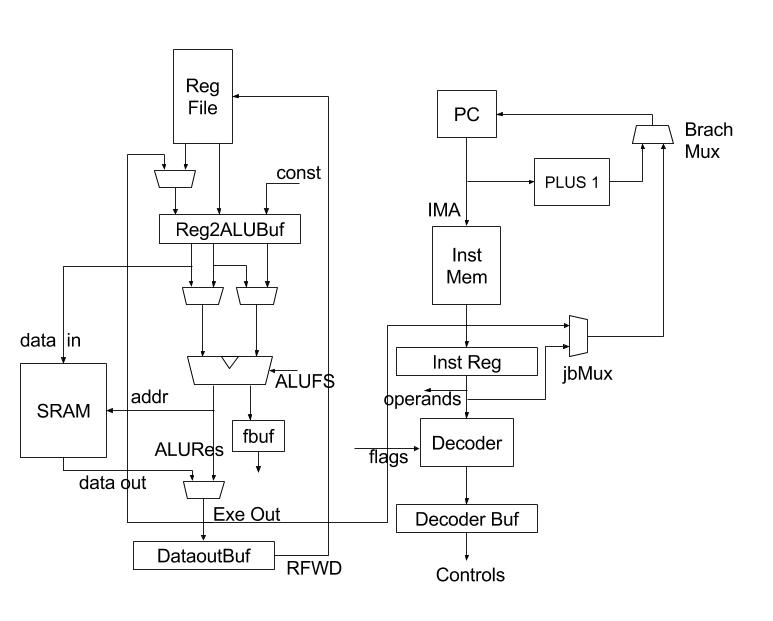 Reg
File
PC
Brach
Mux
const
PLUS 1
IMA
Reg2ALUBuf
Inst
Mem
data in
Inst Reg
jbMux
ALUFS
operands
addr
SRAM
fbuf
Decoder
ALURes
flags
data out
Exe Out
Decoder Buf
DataoutBuf
RFWD
Controls